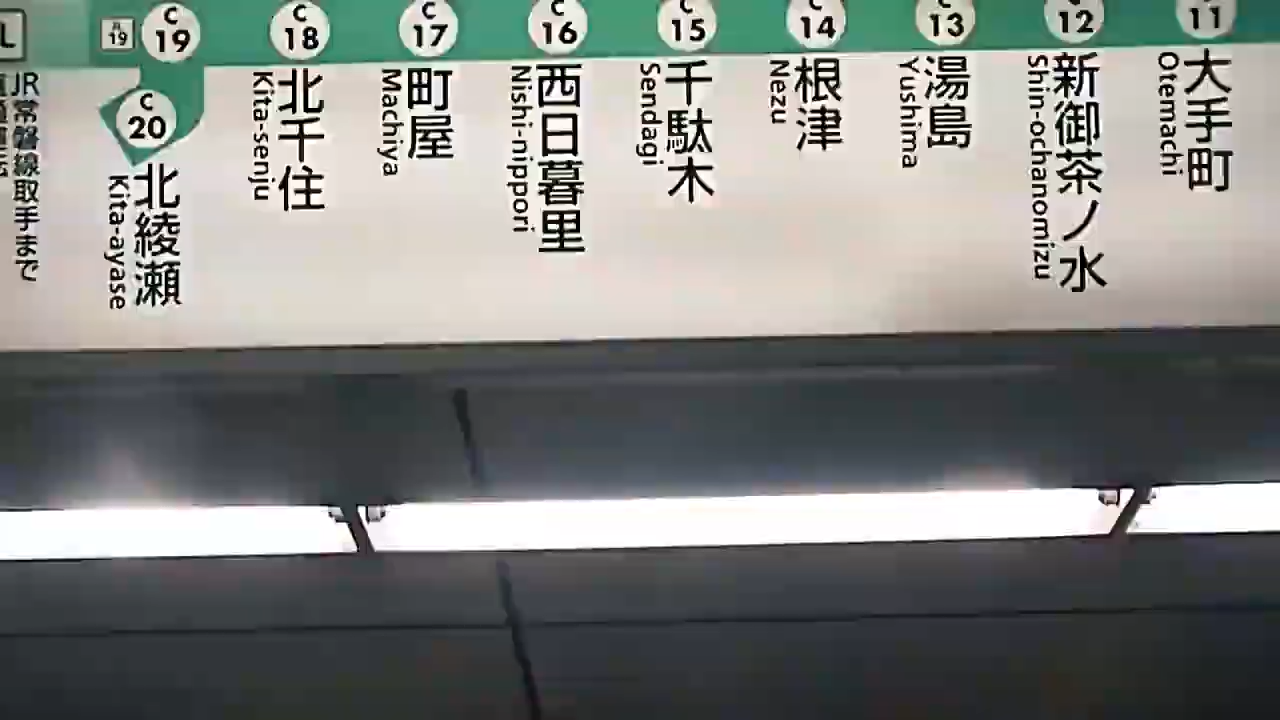 L
JR常磐線取手まで
19
C 19
C 20
北綾瀬
Kita-ayase
C 18
北千住
Kita-senju
C 17
町屋
Machiya
C 16
西日暮里
Nishi-nippori
C 15
千駄木
Sendagi
C 14
根津
Nezu
C 13
湯島
Yushima
C 12
新御茶ノ水
Shin-ochanomizu
C 11
大手町
Otemachi